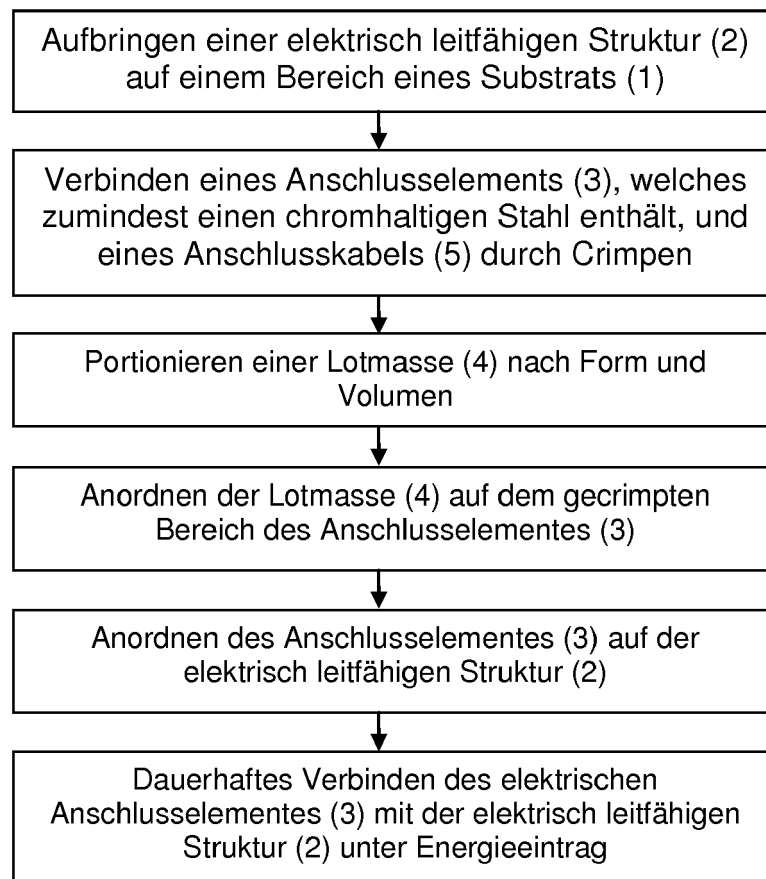 Aufbringen einer elektrisch leitfähigen Struktur (2)
auf einem Bereich eines Substrats (1)
Verbinden eines Anschlusselements (3), welches
zumindest einen chromhaltigen Stahl enthält, und
eines Anschlusskabels (5) durch Crimpen
Portionieren einer Lotmasse (4) nach Form und
Volumen
Anordnen der Lotmasse (4) auf dem gecrimpten
Bereich des Anschlusselementes (3)
Anordnen des Anschlusselementes (3) auf der
elektrisch leitfähigen Struktur (2)
Dauerhaftes Verbinden des elektrischen
Anschlusselementes (3) mit der elektrisch leitfähigen
Struktur (2) unter Energieeintrag